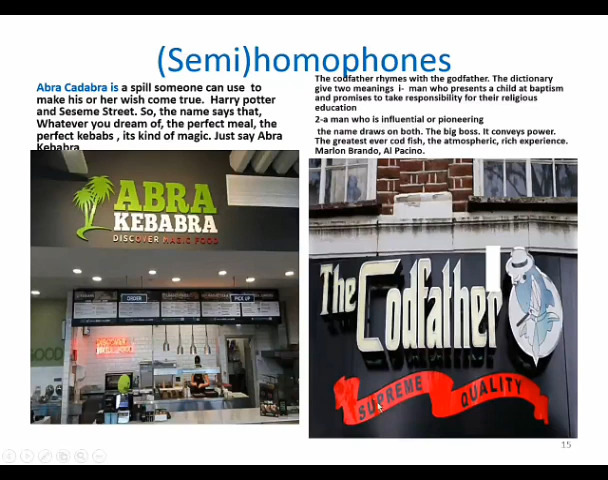 (Semi)homophones
Abra Cadabra is a spill someone can use to
make his or her wish come true. Harry potter
and Seseme Street. So, the name says that,
Whatever you dream of, the perfect meal, the
perfect kebabs , its kind of magic. Just say Abra
Kebabra
The codfather rhymes with the godfather. The dictionary
give two meanings i- man who presents a child at baptism
and promises to take responsibility for their religious
education
2-a man who is influential or pioneering
the name draws on both. The big boss. It conveys power.
The greatest ever cod fish, the atmospheric, rich experience.
Marlon Brando, Al Pacino.
ABRA
KEBABRA
DISCOVER MAGIC FOOD
ORDER
PICK UP
The Codfather
SUPREME QUALITY
15